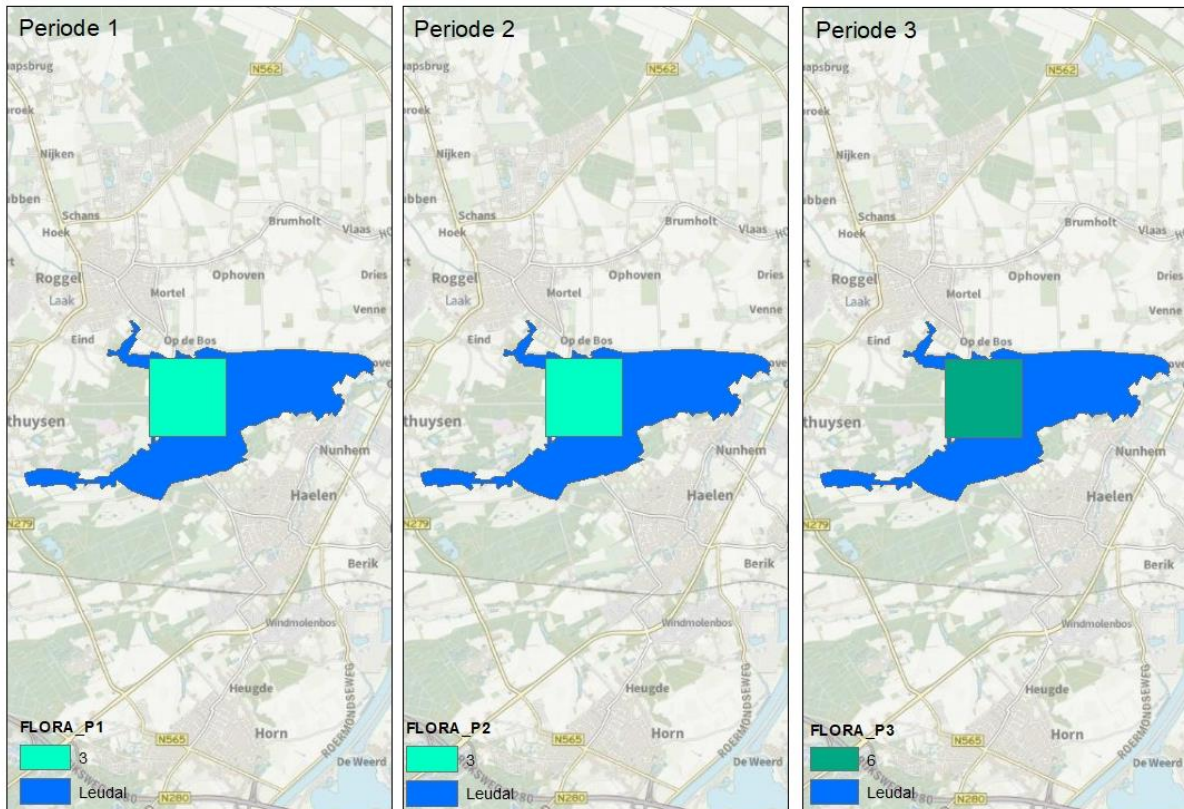 Periode 1
N562
apsbrug
roek
Nijken
bben
Schans
Hoek
Brumholt
Vlaas
Roggel
Ophoven
Dries
Laak
Mortel
Venne
Eind
Op de Bos
thuysen
Nunhem
Haelen
N279
Berik
Windmolenbos
Heugde
ROERMONDSEWEG
FLORA_P1
N565
Horn
3
De Weerd
Leudal
N280
Periode 2
N562
apsbrug
broek
Nijken
ubben
Schans
Hoek
Brumholt
Vlaas
Roggel
Ophoven
Dries
Laak
Mortel
Venne
Eind
Op de Bos
thuysen
Nunhem
Haelen
N279
Berik
Windmolenbos
Heugde
ROERMONDSEWEG
FLORA_P2
N565
Horn
3
De Weerd
Leudal
N280
Periode 3
N562
apsbrug
roek
Nijken
bben
Schans
Hoek
Brumholt
Vlaas
Roggel
Ophoven
Dries
Laak
Mortel
Venne
Eind
Op de Bos
thuysen
Nunhem
Haelen
N279
Berik
Windmolenbos
Heugde
ROERMONDSEWEG
FLORA_P3
N565
Horn
6
De Weerd
Leudal
N280